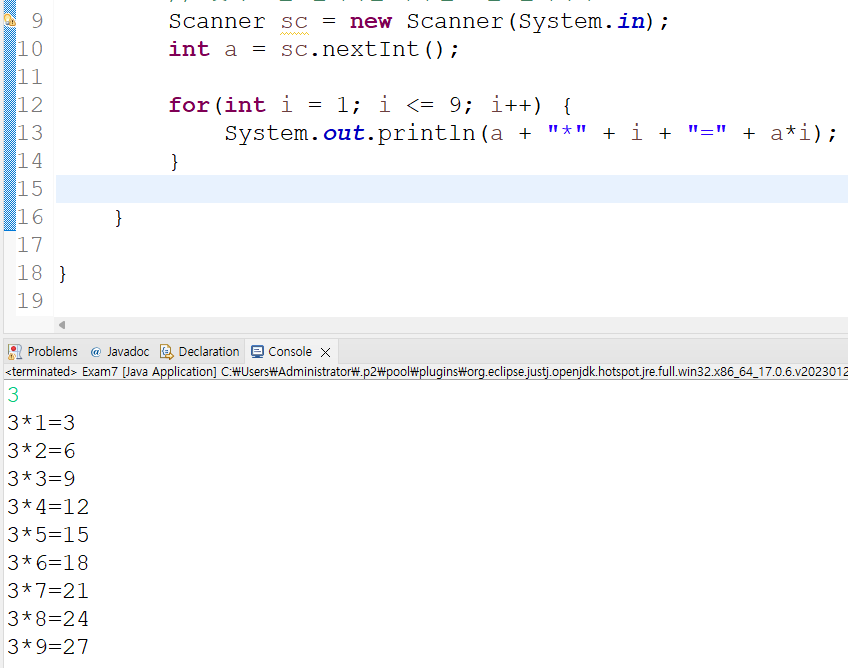 9 Scanner sc = new Scanner(System.in);
10 int a = sc.nextInt();
11
12 for(int i = 1; i <= 9; i++) {
13 System.out.println(a + "*" + i + "=" + a*i);
14 }
15
16 }
17
18 }
19
Problems @ Javadoc Declaration Console
<terminated> Exam7 [Java Application] C:₩Users₩Administrator₩.p2₩pool₩plugins₩org.eclipse.justj.openjdk.hotspot.jre.full.win32.x86_64_17.0.6.v2023012
3
3*1=3
3*2=6
3*3=9
3*4=12
3*5=15
3*6=18
3*7=21
3*8=24
3*9=27